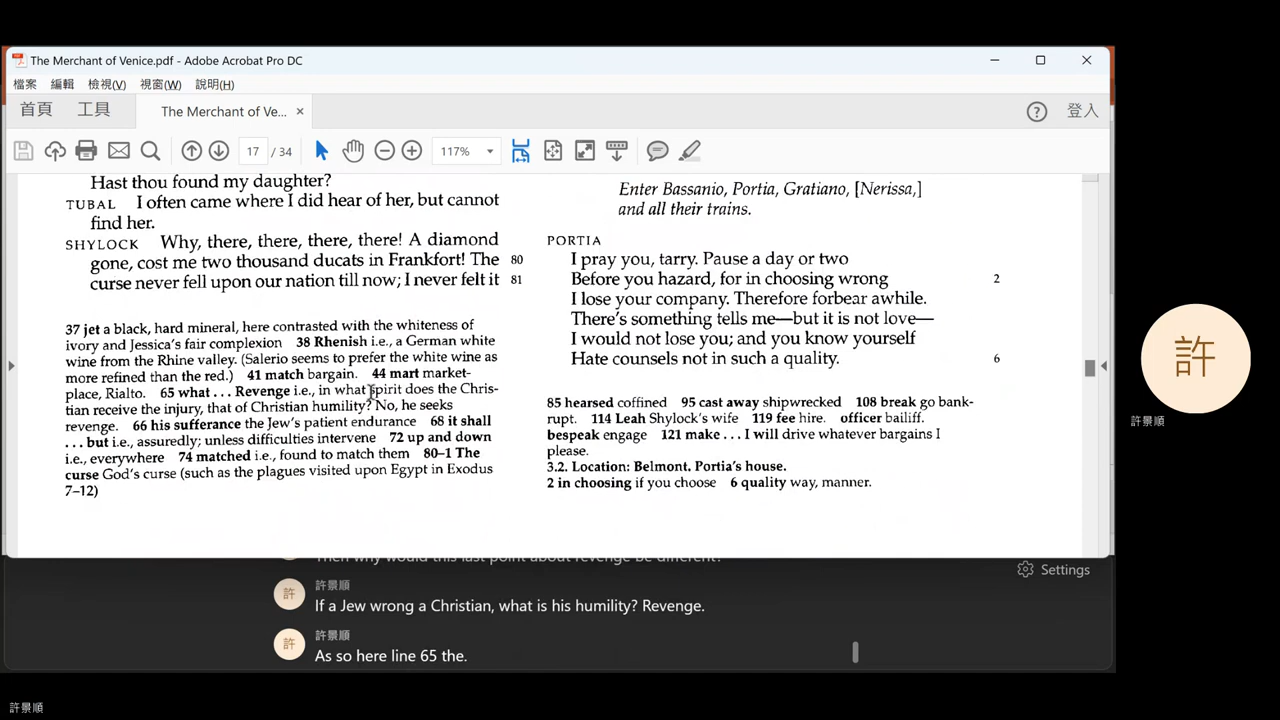 The Merchant of Venice.pdf - Adobe Acrobat Pro DC
檔案 編輯 檢視(V) 視窗(W) 說明(H)
首頁 工具 The Merchant of Ve... × 登入
17 / 34 117%
Hast thou found my daughter?
TUBAL I often came where I did hear of her, but cannot
find her.
SHYLOCK Why, there, there, there, there! A diamond
gone, cost me two thousand ducats in Frankfort! The 80
curse never fell upon our nation till now; I never felt it 81
37 jet a black, hard mineral, here contrasted with the whiteness of
ivory and Jessica's fair complexion 38 Rhenish i.e., a German white
wine from the Rhine valley. (Salerio seems to prefer the white wine as
more refined than the red.) 41 match bargain. 44 mart market-
place, Rialto. 65 what . . . Revenge i.e., in what spirit does the Chris-
tian receive the injury, that of Christian humility? No, he seeks
revenge. 66 his sufferance the Jew's patient endurance 68 it shall
. . . but i.e., assuredly; unless difficulties intervene 72 up and down
i.e., everywhere 74 matched i.e., found to match them 80–1 The
curse God's curse (such as the plagues visited upon Egypt in Exodus
7–12)
Enter Bassanio, Portia, Gratiano, [Nerissa,]
and all their trains.
PORTIA
I pray you, tarry. Pause a day or two
Before you hazard, for in choosing wrong 2
I lose your company. Therefore forbear awhile.
There's something tells me—but it is not love—
I would not lose you; and you know yourself
Hate counsels not in such a quality. 6
85 hearsed coffined 95 cast away shipwrecked 108 break go bank-
rupt. 114 Leah Shylock's wife 119 fee hire. officer bailiff.
bespeak engage 121 make . . . I will drive whatever bargains I
please.
3.2. Location: Belmont. Portia's house.
2 in choosing if you choose 6 quality way, manner.
Then why would this last point about revenge be different?
Settings
許 許景順
If a Jew wrong a Christian, what is his humility? Revenge.
許 許景順
As so here line 65 the.
許
許景順
許景順